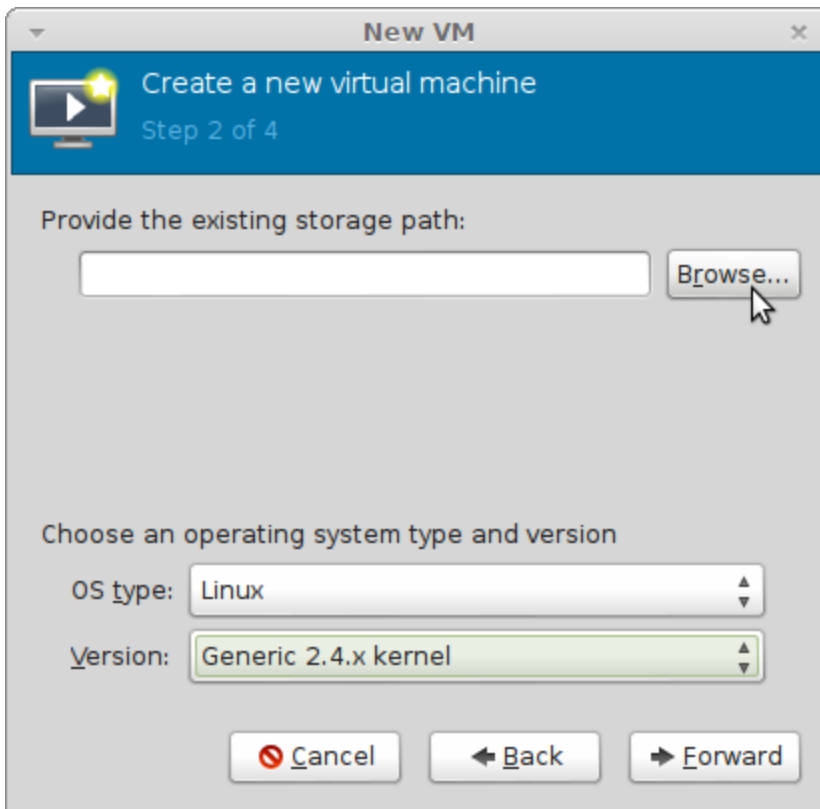 New VM
Create a new virtual machine
Step 2 of 4
Provide the existing storage path:
Browse...
Choose an operating system type and version
OS type: Linux
Version: Generic 2.4.x kernel
Cancel Back Forward